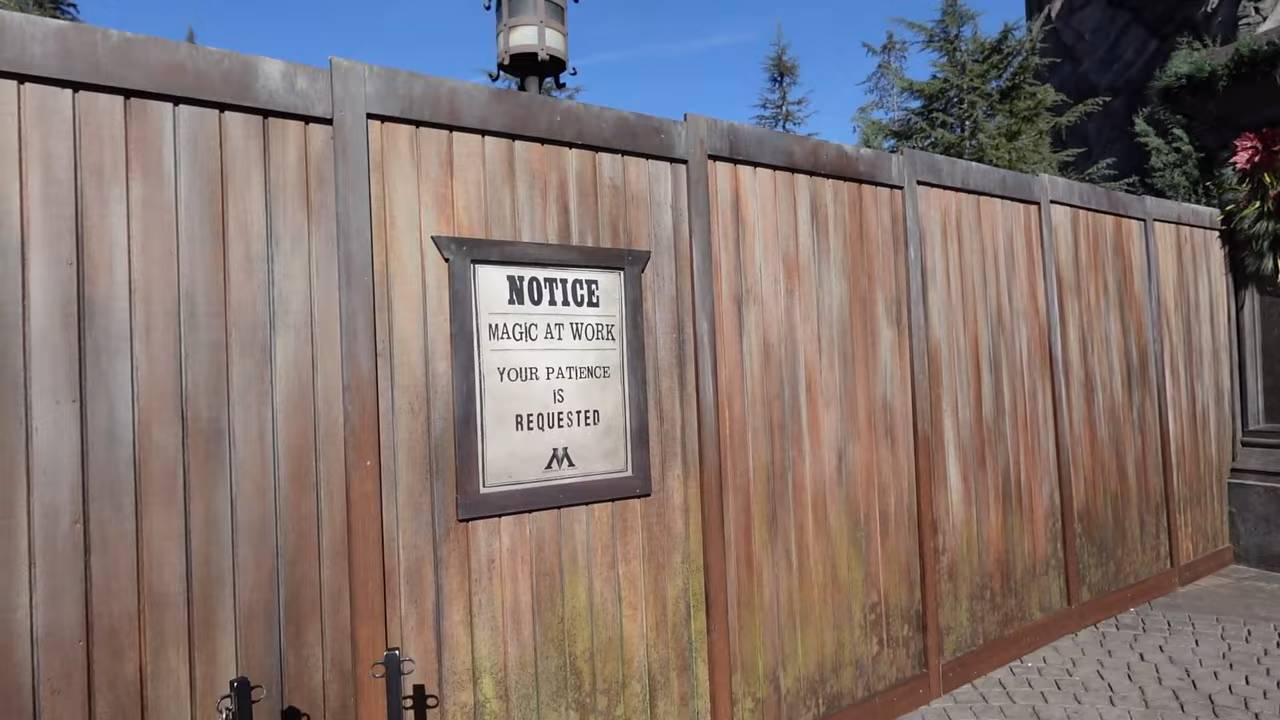 NOTICE
MAGIC AT WORK
YOUR PATIENCE
IS
REQUESTED
M